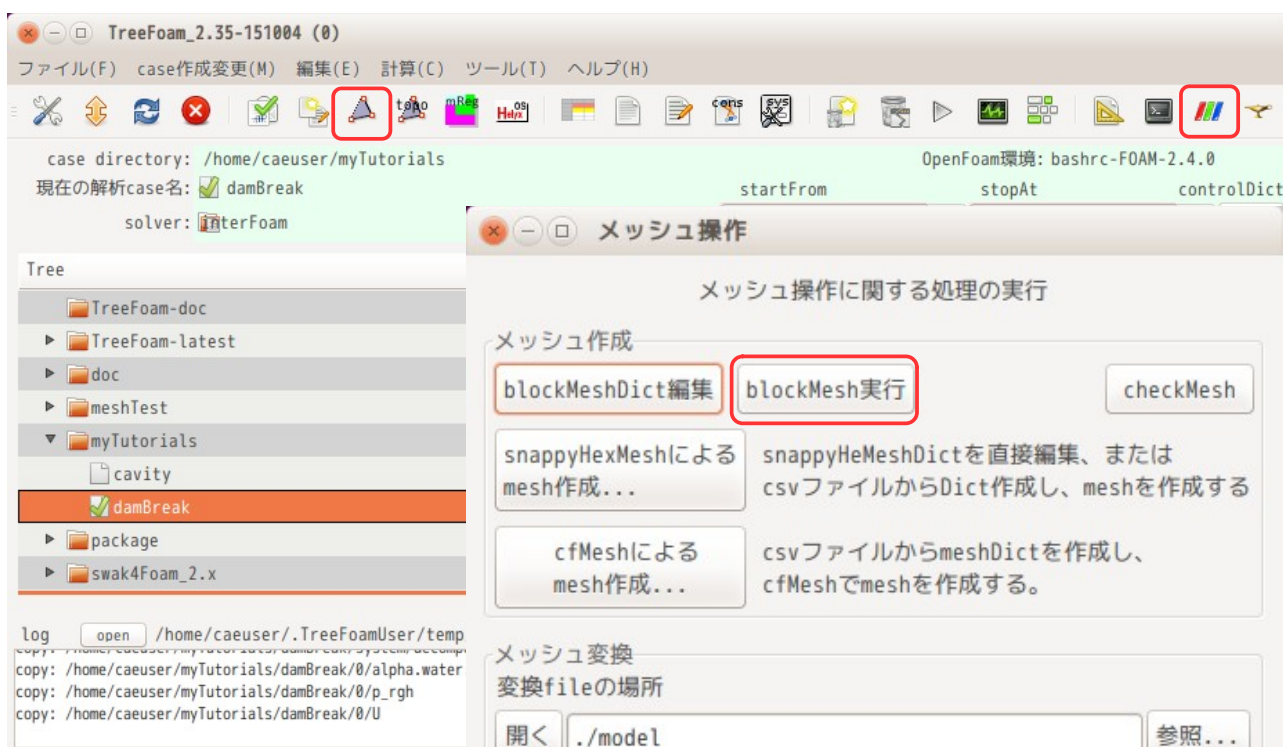 TreeFoam_2.35-151004 (0)
ファイル(F) case作成変更(M) 編集(E) 計算(C) ツール(T) ヘルプ(H)
topo mReg Helyx OS cons sys
case directory: /home/caeuser/myTutorials OpenFoam環境: bashrc-FOAM-2.4.0
現在の解析case名: damBreak startFrom stopAt controlDict
solver: interFoam
Tree
TreeFoam-doc
TreeFoam-latest
doc
meshTest
myTutorials
cavity
damBreak
package
swak4Foam_2.x
log open /home/caeuser/.TreeFoamUser/temp
copy: /home/caeuser/myTutorials/damBreak/system/decomp
copy: /home/caeuser/myTutorials/damBreak/0/alpha.water
copy: /home/caeuser/myTutorials/damBreak/0/p_rgh
copy: /home/caeuser/myTutorials/damBreak/0/U
メッシュ操作
メッシュ操作に関する処理の実行
メッシュ作成
blockMeshDict編集 blockMesh実行 checkMesh
snappyHexMeshによる
mesh作成...
snappyHeMeshDictを直接編集、または
csvファイルからDict作成し、meshを作成する
cfMeshによる
mesh作成...
csvファイルからmeshDictを作成し、
cfMeshでmeshを作成する。
メッシュ変換
変換fileの場所
開く ./model 参照...